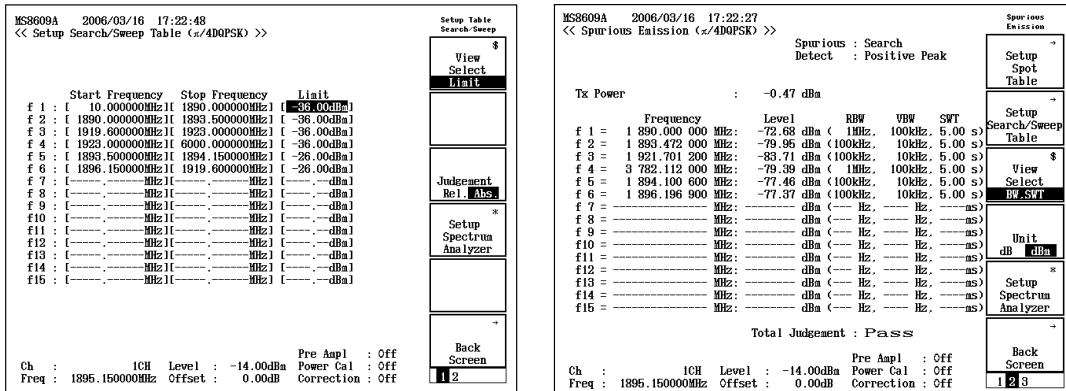 MS8609A 2006/03/16 17:22:48
<< Setup Search/Sweep Table (π/4DQPSK) >>
Start Frequency Stop Frequency Limit
f 1 : [ 10.000000MHz][ 1890.000000MHz] [ -36.00dBm]
f 2 : [ 1890.000000MHz][ 1893.500000MHz] [ -36.00dBm]
f 3 : [ 1919.600000MHz][ 1923.000000MHz] [ -36.00dBm]
f 4 : [ 1923.000000MHz][ 6000.000000MHz] [ -36.00dBm]
f 5 : [ 1893.500000MHz][ 1894.150000MHz] [ -26.00dBm]
f 6 : [ 1896.150000MHz][ 1919.600000MHz] [ -26.00dBm]
f 7 : [-----.------MHz][-----.------MHz] [----.--dBm]
f 8 : [-----.------MHz][-----.------MHz] [----.--dBm]
f 9 : [-----.------MHz][-----.------MHz] [----.--dBm]
f10 : [-----.------MHz][-----.------MHz] [----.--dBm]
f11 : [-----.------MHz][-----.------MHz] [----.--dBm]
f12 : [-----.------MHz][-----.------MHz] [----.--dBm]
f13 : [-----.------MHz][-----.------MHz] [----.--dBm]
f14 : [-----.------MHz][-----.------MHz] [----.--dBm]
f15 : [-----.------MHz][-----.------MHz] [----.--dBm]
Pre Ampl : Off
Ch : 1CH Level : -14.00dBm Power Cal : Off
Freq : 1895.150000MHz Offset : 0.00dB Correction : Off
Setup Table
Search/Sweep
$
View
Select
Limit
Judgement
Rel. Abs.
*
Setup
Spectrum
Analyzer
→
Back
Screen
1 2
MS8609A 2006/03/16 17:22:27
<< Spurious Emission (π/4DQPSK) >>
Spurious : Search
Detect : Positive Peak
Tx Power : -0.47 dBm
Frequency Level RBW VBW SWT
f 1 = 1 890.000 000 MHz: -72.68 dBm ( 1MHz, 100kHz, 5.00 s)
f 2 = 1 893.472 000 MHz: -79.95 dBm (100kHz, 10kHz, 5.00 s)
f 3 = 1 921.701 200 MHz: -83.71 dBm (100kHz, 10kHz, 5.00 s)
f 4 = 3 782.112 000 MHz: -79.39 dBm ( 1MHz, 100kHz, 5.00 s)
f 5 = 1 894.100 600 MHz: -77.46 dBm (100kHz, 10kHz, 5.00 s)
f 6 = 1 896.196 900 MHz: -77.37 dBm (100kHz, 10kHz, 5.00 s)
f 7 = --------------- MHz: ------- dBm (--- Hz, ---- Hz, ----ms)
f 8 = --------------- MHz: ------- dBm (--- Hz, ---- Hz, ----ms)
f 9 = --------------- MHz: ------- dBm (--- Hz, ---- Hz, ----ms)
f10 = --------------- MHz: ------- dBm (--- Hz, ---- Hz, ----ms)
f11 = --------------- MHz: ------- dBm (--- Hz, ---- Hz, ----ms)
f12 = --------------- MHz: ------- dBm (--- Hz, ---- Hz, ----ms)
f13 = --------------- MHz: ------- dBm (--- Hz, ---- Hz, ----ms)
f14 = --------------- MHz: ------- dBm (--- Hz, ---- Hz, ----ms)
f15 = --------------- MHz: ------- dBm (--- Hz, ---- Hz, ----ms)
Total Judgement : Pass
Pre Ampl : Off
Ch : 1CH Level : -14.00dBm Power Cal : Off
Freq : 1895.150000MHz Offset : 0.00dB Correction : Off
Spurious
Emission
→
Setup
Spot
Table
→
Setup
Search/Sweep
Table
$
View
Select
BW,SWT
Unit
dB dBm
*
Setup
Spectrum
Analyzer
→
Back
Screen
1 2 3